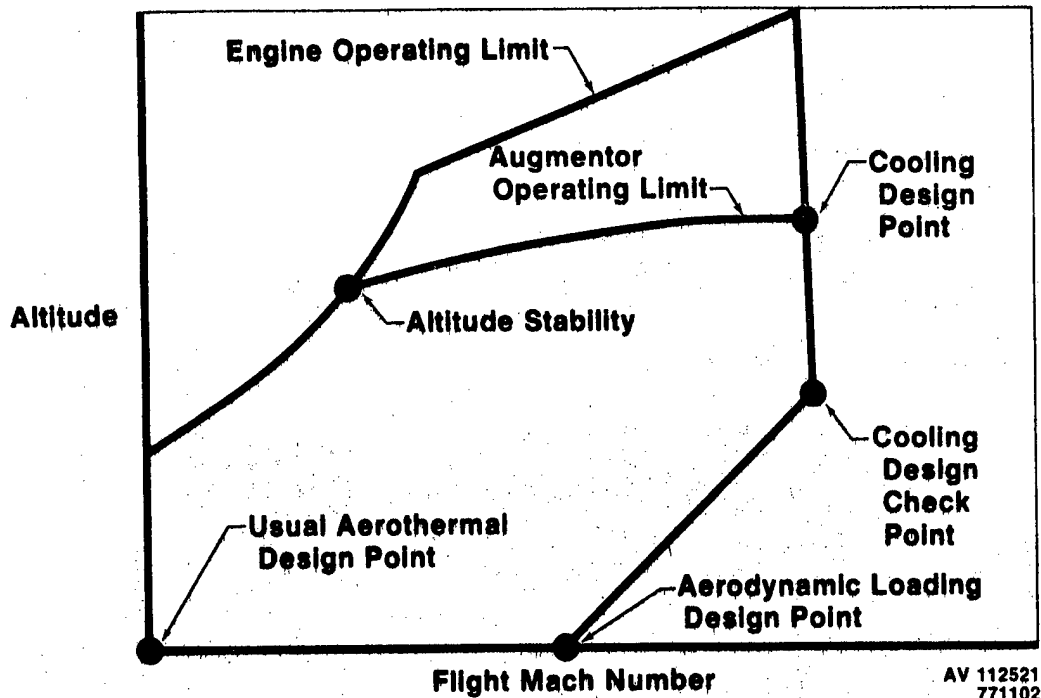 Engine Operating Limit
Augmentor
Operating Limit
Cooling
Design
Point
Altitude
Altitude Stability
Cooling
Design
Check
Point
Usual Aerothermal
Design Point
Aerodynamic Loading
Design Point
Flight Mach Number
AV 112521
771102